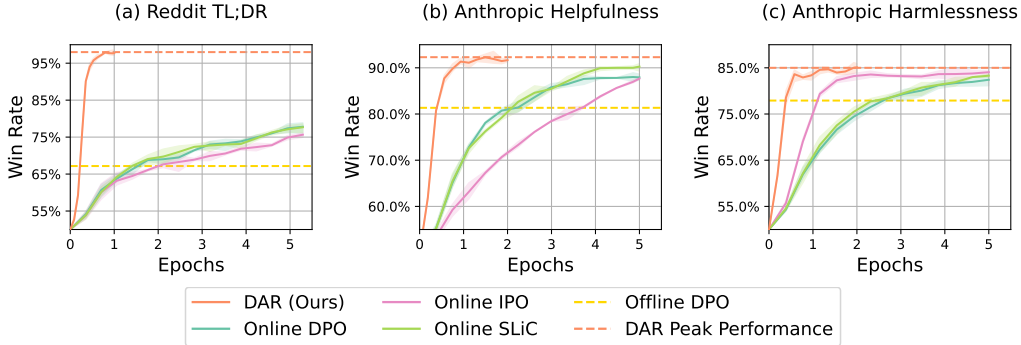 (a) Reddit TL;DR
(b) Anthropic Helpfulness
(c) Anthropic Harmlessness
Win Rate
95%
85%
75%
65%
55%
0 1 2 3 4 5
Epochs
Win Rate
90.0%
80.0%
70.0%
60.0%
0 1 2 3 4 5
Epochs
Win Rate
85.0%
75.0%
65.0%
55.0%
0 1 2 3 4 5
Epochs
DAR (Ours)
Online DPO
Online IPO
Online SLiC
Offline DPO
DAR Peak Performance